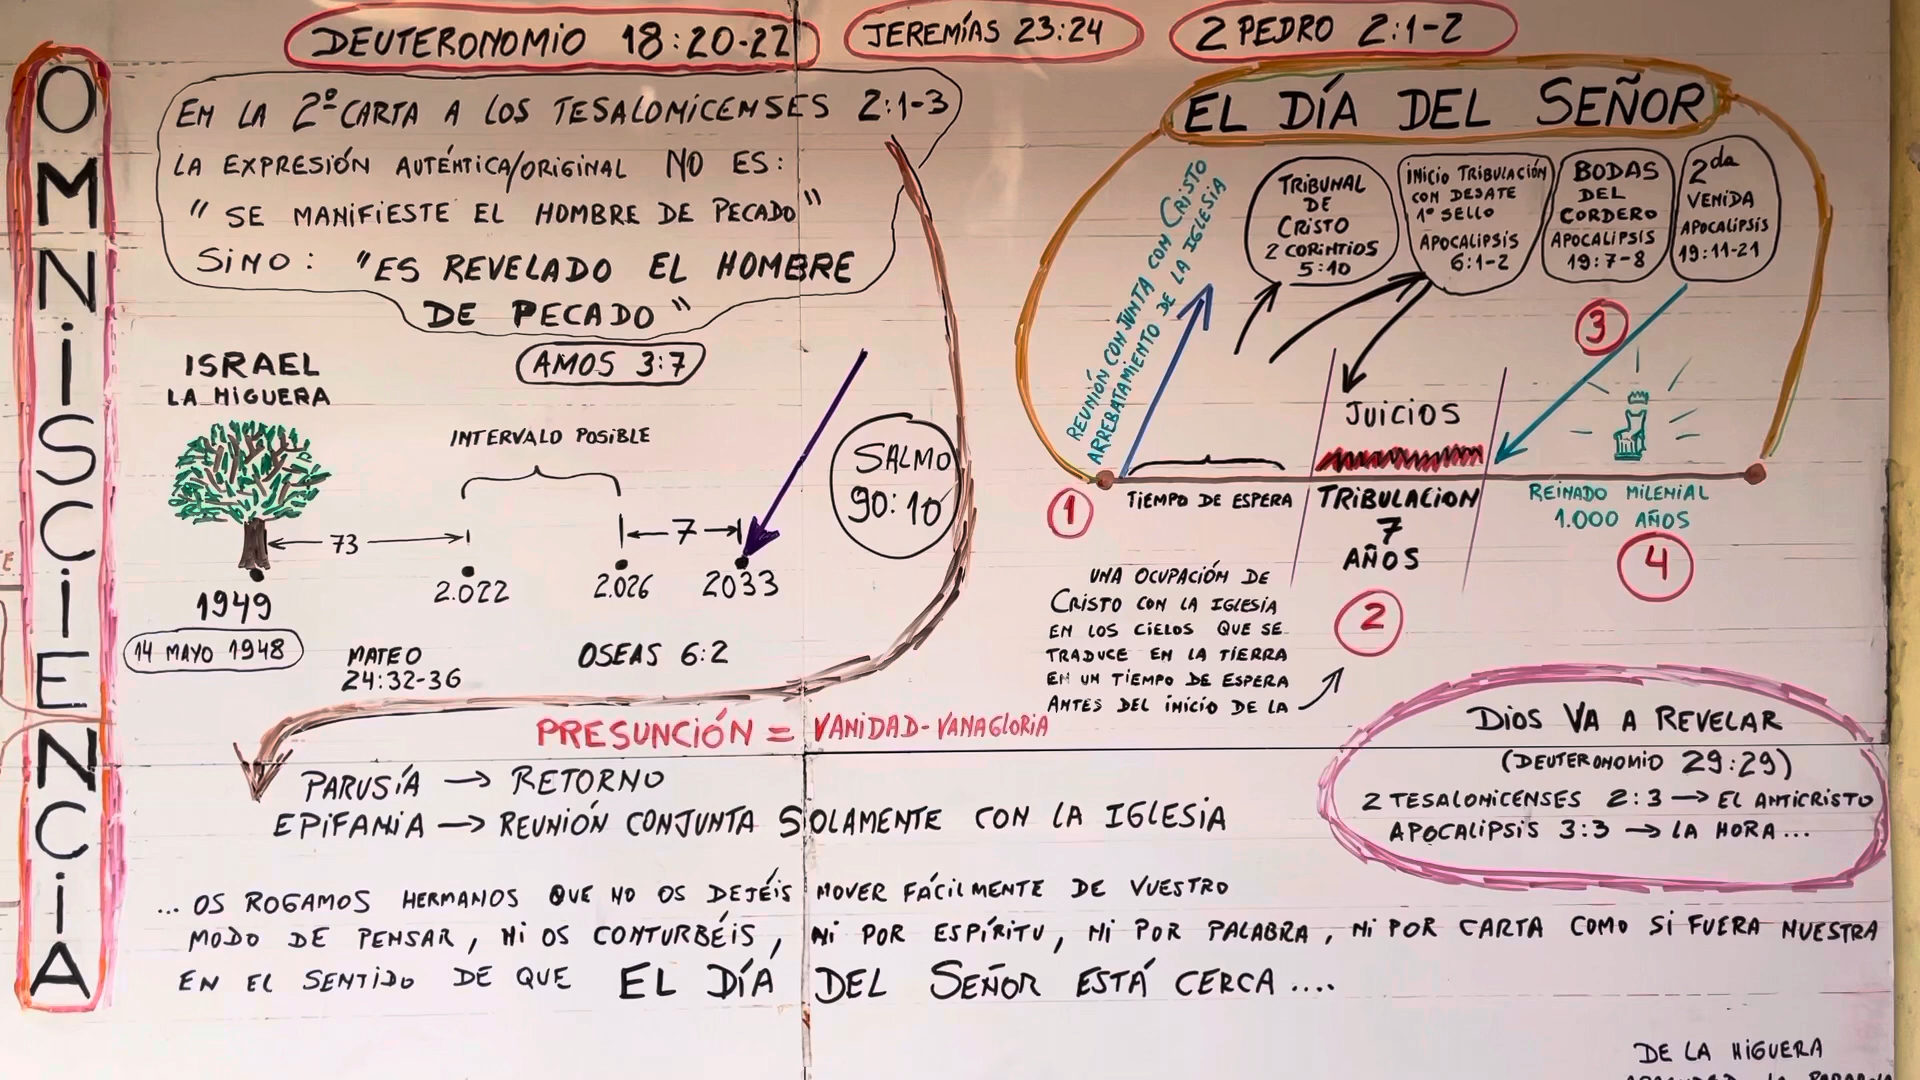 OMNISCIENCIA
DEUTERONOMIO 18:20-22
JEREMÍAS 23:24
2 PEDRO 2:1-2
EN LA 2º CARTA A LOS TESALONICENSES 2:1-3
LA EXPRESIÓN AUTÉNTICA/ORIGINAL NO ES:
"SE MANIFIESTE EL HOMBRE DE PECADO"
SINO: "ES REVELADO EL HOMBRE
DE PECADO"
AMOS 3:7
ISRAEL
LA HIGUERA
INTERVALO POSIBLE
SALMO
90:10
73
7
1949
2.022
2.026
2033
14 MAYO 1948
MATEO
24:32-36
OSEAS 6:2
PRESUNCIÓN = VANIDAD-VANAGLORIA
PARUSÍA → RETORNO
EPIFANIA → REUNIÓN CONJUNTA SOLAMENTE CON LA IGLESIA
... OS ROGAMOS HERMANOS QUE NO OS DEJÉIS MOVER FÁCILMENTE DE VUESTRO
MODO DE PENSAR, NI OS CONTURBÉIS, NI POR ESPÍRITU, NI POR PALABRA, NI POR CARTA COMO SI FUERA NUESTRA
EN EL SENTIDO DE QUE EL DÍA DEL SEÑOR ESTÁ CERCA....
EL DÍA DEL SEÑOR
REUNIÓN CONJUNTA CON CRISTO
ARREBATAMIENTO DE LA IGLESIA
TRIBUNAL
DE
CRISTO
2 CORINTIOS
5:10
INICIO TRIBULACIÓN
CON DESATE
1º SELLO
APOCALIPSIS
6:1-2
BODAS
DEL
CORDERO
APOCALIPSIS
19:7-8
2da
VENIDA
APOCALIPSIS
19:11-21
3
JUICIOS
1
TIEMPO DE ESPERA
TRIBULACION
7
AÑOS
2
REINADO MILENIAL
1.000 AÑOS
4
UNA OCUPACIÓN DE
CRISTO CON LA IGLESIA
EN LOS CIELOS QUE SE
TRADUCE EN LA TIERRA
EN UN TIEMPO DE ESPERA
ANTES DEL INICIO DE LA
DIOS VA A REVELAR
(DEUTERONOMIO 29:29)
2 TESALONICENSES 2:3 → EL ANTICRISTO
APOCALIPSIS 3:3 → LA HORA...
DE LA HIGUERA